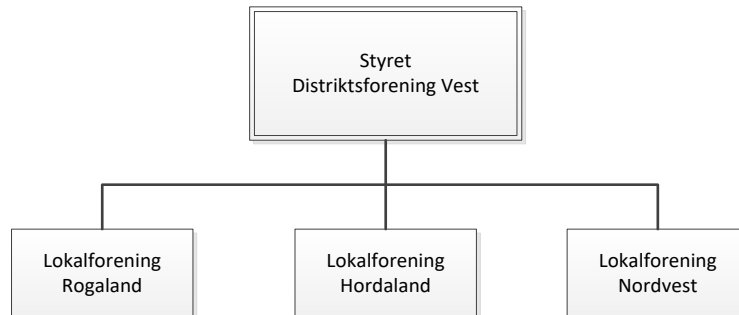 Styret
Distriktsforening Vest
Lokalforening
Rogaland
Lokalforening
Hordaland
Lokalforening
Nordvest